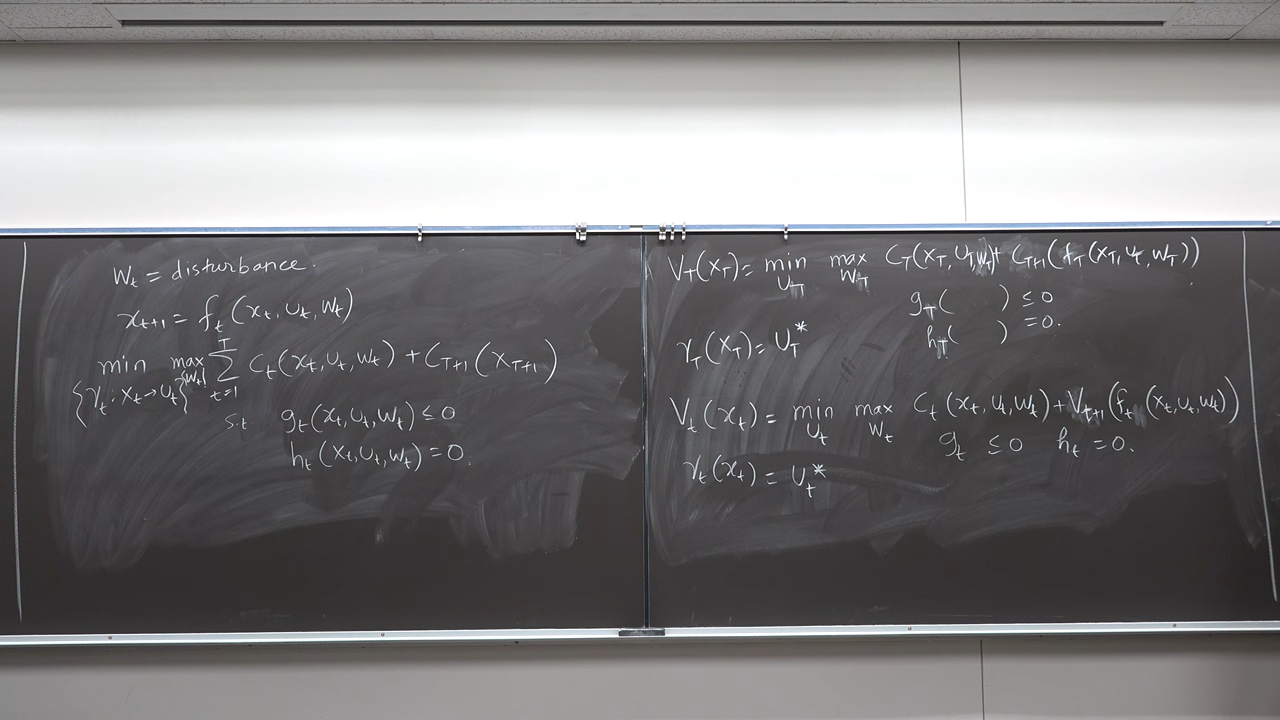 w_t = disturbance.
x_{t+1} = f_t(x_t, u_t, w_t)
min max ∑_{t=1}^{T} C_t(x_t, u_t, w_t) + C_{T+1}(x_{T+1})
{γ_t : x_t → u_t} {w_t}
s.t g_t(x_t, u_t, w_t) ≤ 0
h_t(x_t, u_t, w_t) = 0.
V_T(x_T) = min_{u_T} max_{w_T} C_T(x_T, u_T, w_T) + C_{T+1}(f_T(x_T, u_t, w_T))
g_T( ) ≤ 0
h_T( ) = 0.
γ_T(x_T) = u_T^*
V_t(x_t) = min_{u_t} max_{w_t} C_t(x_t, u_t, w_t) + V_{t+1}(f_t(x_t, u_t, w_t))
g_t ≤ 0 h_t = 0.
γ_t(x_t) = u_t^*